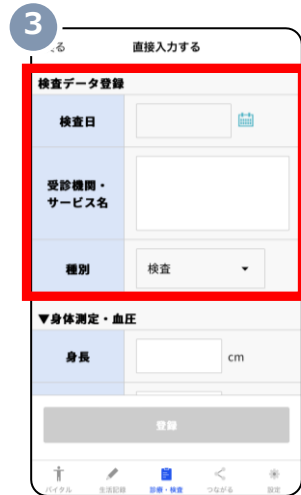 3
る
直接入力する
検査データ登録
検査日
受診機関・
サービス名
種別
検査
▼身体測定・血圧
身長
cm
登録
バイタル
生活記録
診療・検査
つながる
設定